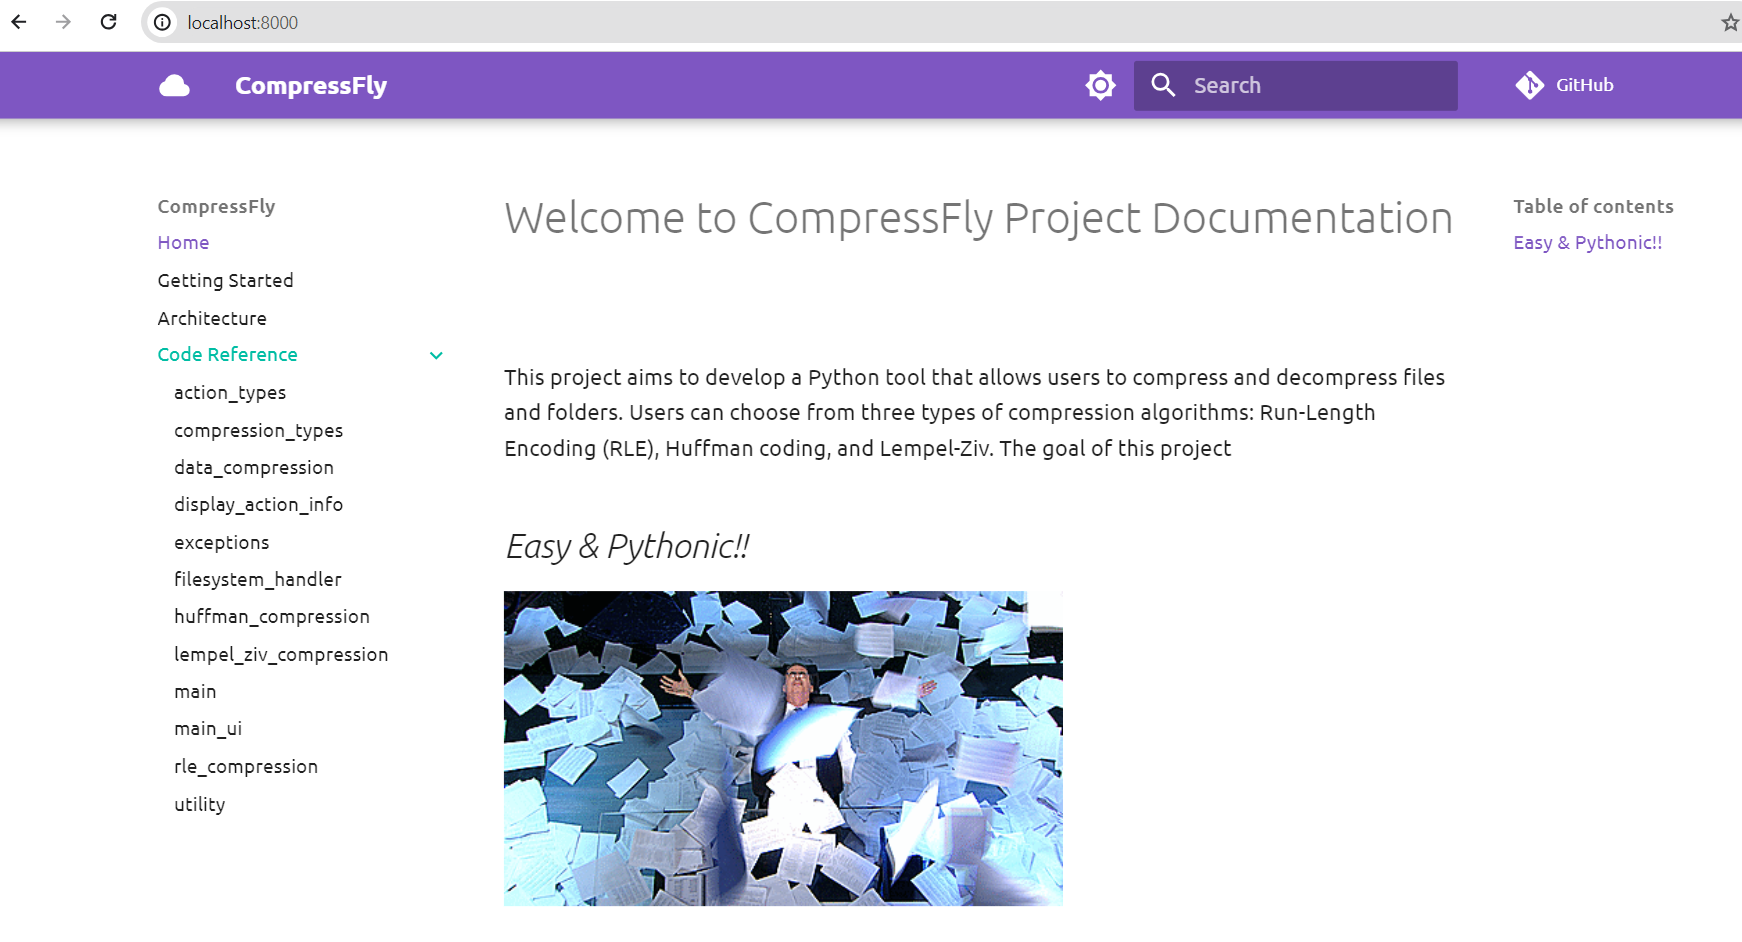 localhost:8000
CompressFly
Search
GitHub
CompressFly
Home
Getting Started
Architecture
Code Reference
action_types
compression_types
data_compression
display_action_info
exceptions
filesystem_handler
huffman_compression
lempel_ziv_compression
main
main_ui
rle_compression
utility
Welcome to CompressFly Project Documentation
This project aims to develop a Python tool that allows users to compress and decompress files
and folders. Users can choose from three types of compression algorithms: Run-Length
Encoding (RLE), Huffman coding, and Lempel-Ziv. The goal of this project
Easy & Pythonic!!
Table of contents
Easy & Pythonic!!